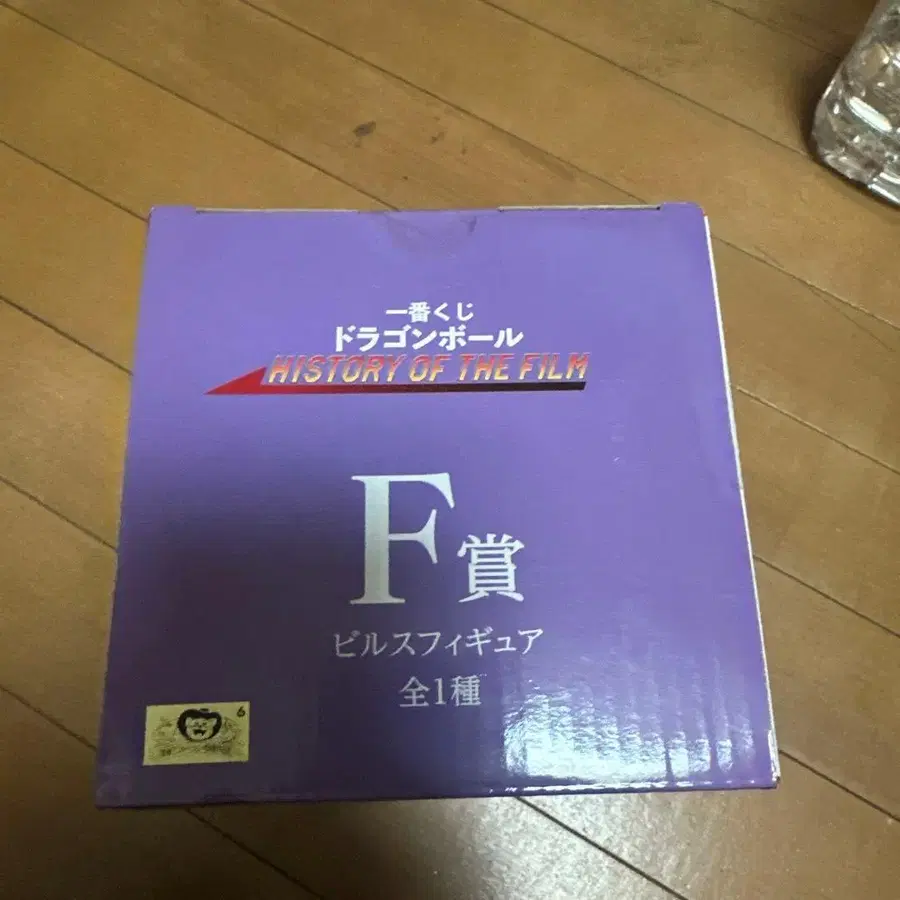 一番くじ
ドラゴンボール
HISTORY OF THE FILM
F賞
ビルスフィギュア
全1種
6